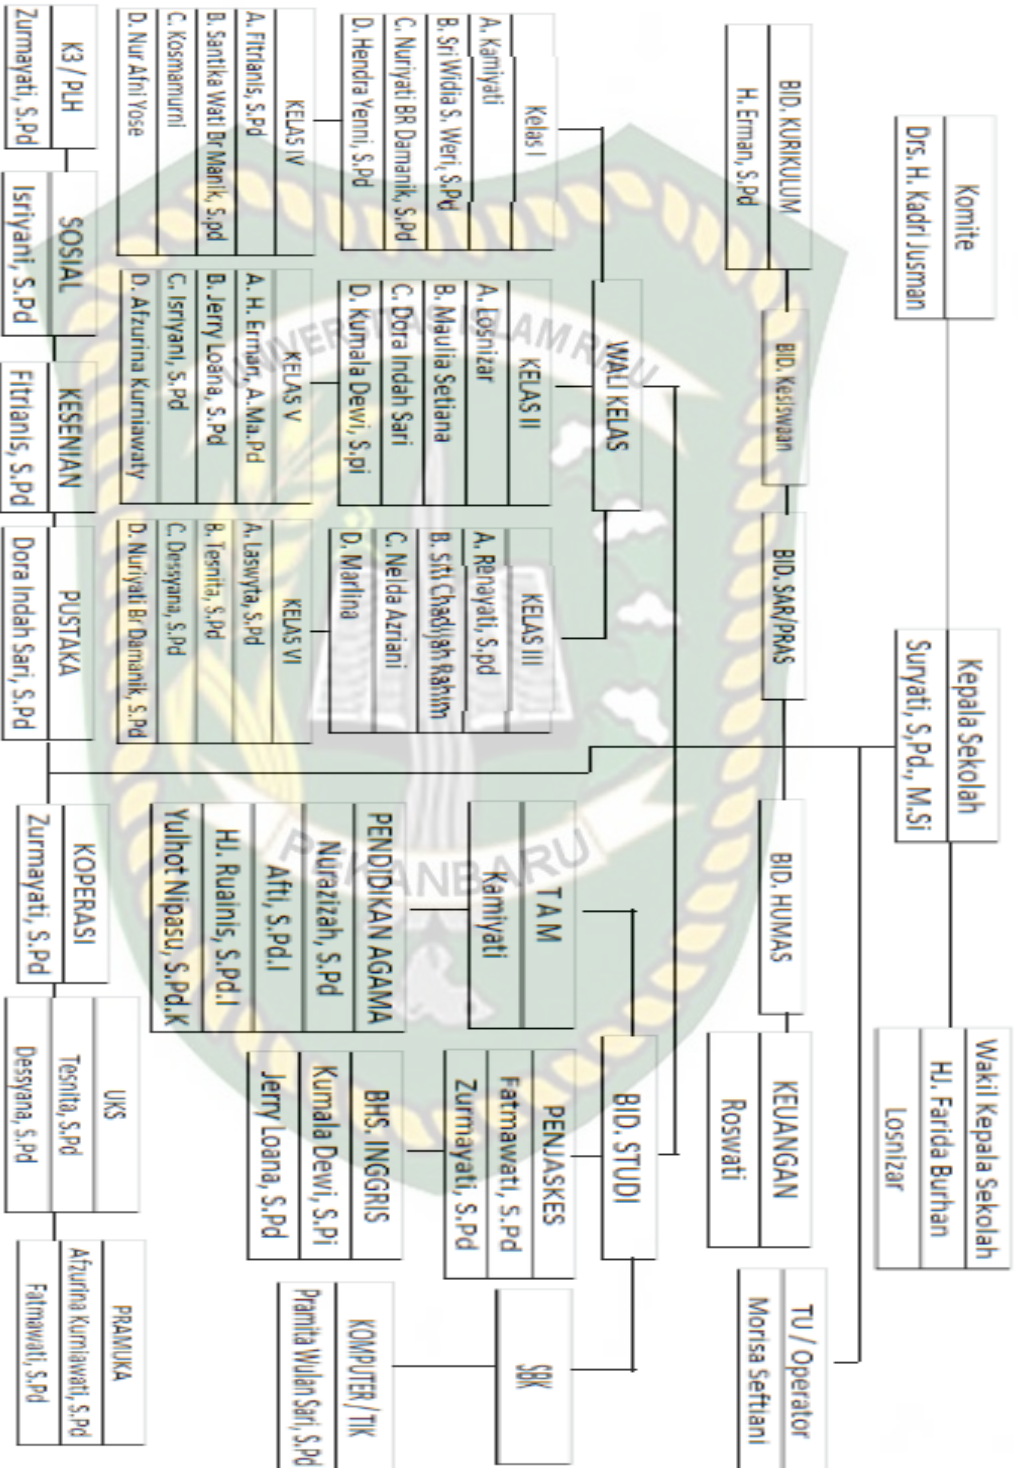 Komite
Drs. H. Kadri Jusman
Kepala Sekolah
Suryati, S,Pd., M.Si
Wakil Kepala Sekolah
HJ. Farida Burhan
Losnizar
TU / Operator
Morisa Seftiani
BID. KURIKULUM
H. Erman, S.Pd
BID. Kesiswaan
BID. SAR/PRAS
BID. HUMAS
KEUANGAN
Roswati
WALI KELAS
BID. STUDI
Kelas I
A. Kamiyati
B. Sri Widia S. Weri, S.Pd
C. Nuriyati BR Damanik, S.Pd
D. Hendra Yenni, S.Pd
KELAS II
A. Losnizar
B. Maulia Setiana
C. Dora Indah Sari
D. Kumala Dewi, S.pi
KELAS III
A. Renayati, S.pd
B. Siti Chadijah Rahim
C. Nelda Azriani
D. Marlina
T A M
Kamiyati
PENJASKES
Fatmawati, S.Pd
Zurmayati, S.Pd
SBK
KELAS IV
A. Fitrianis, S.Pd
B. Santika Wati Br Manik, S.pd
C. Kosmamurni
D. Nur Afni Yose
KELAS V
A. H. Erman, A.Ma.Pd
B. Jerry Loana, S.Pd
C. Isriyani, S.Pd
D. Afzurina Kurniawaty
KELAS VI
A. Laswyta, S.Pd
B. Tesnita, S.Pd
C. Dessyana, S.Pd
D. Nuriyati Br Damanik, S.Pd
PENDIDIKAN AGAMA
Nurazizah, S.Pd
Afti, S.Pd.I
HJ. Ruainis, S.Pd.I
Yulhot Nipasu, S.Pd.K
BHS. INGGRIS
Kumala Dewi, S.Pi
Jerry Loana, S.Pd
KOMPUTER / TIK
Pramita Wulan Sari, S.Pd
K3 / PLH
Zurmayati, S.Pd
SOSIAL
Isriyani, S.Pd
KESENIAN
Fitrianis, S.Pd
PUSTAKA
Dora Indah Sari, S.Pd
KOPERASI
Zurmayati, S.Pd
UKS
Tesnita, S.Pd
Dessyana, S.Pd
PRAMUKA
Afzurina Kurniawati, S.Pd
Fatmawati, S.Pd
UNIVERSITAS ISLAM RIAU
PEKANBARU